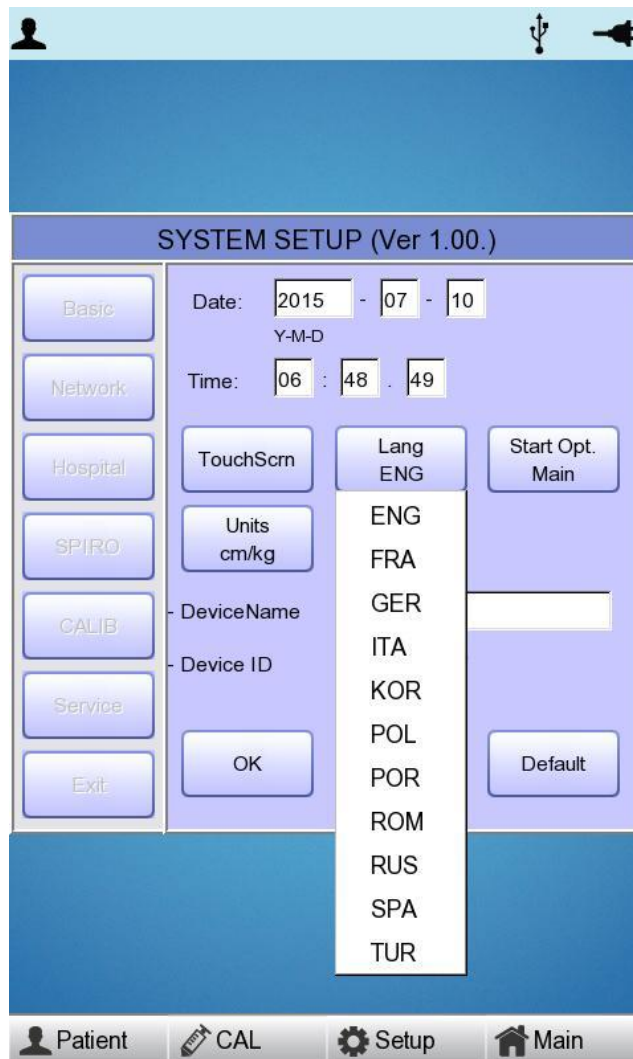 SYSTEM SETUP (Ver 1.00.)
Basic
Network
Hospital
SPIRO
CALIB
Service
Exit
Date: 2015 - 07 - 10
Y-M-D
Time: 06 : 48 . 49
TouchScrn
Lang
ENG
Start Opt.
Main
Units
cm/kg
- DeviceName
- Device ID
OK
Default
ENG
FRA
GER
ITA
KOR
POL
POR
ROM
RUS
SPA
TUR
Patient CAL Setup Main